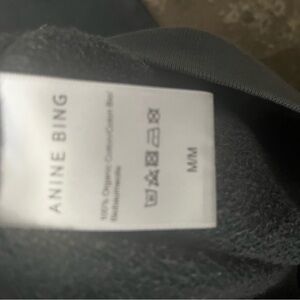 ANINE BING
100% Organic Cotton/Coton Bio/
M/M